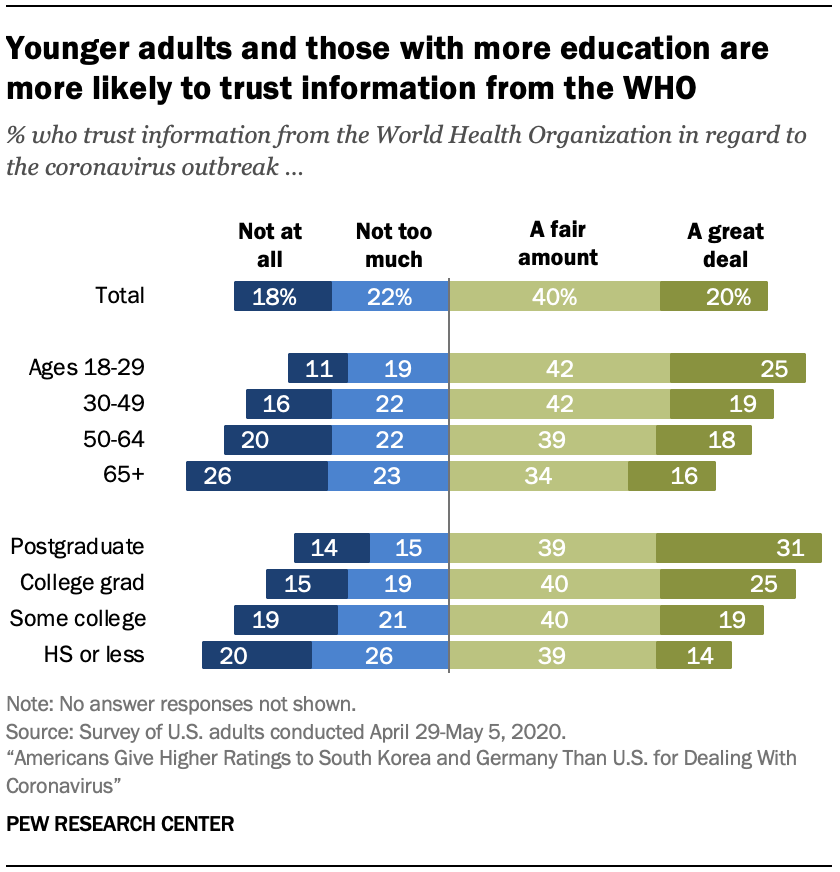 Younger adults and those with more education are
more likely to trust information from the WHO
% who trust information from the World Health Organization in regard to
the coronavirus outbreak ...
Not at all Not too much A fair amount A great deal
Total 18% 22% 40% 20%
Ages 18-29 11 19 42 25
30-49 16 22 42 19
50-64 20 22 39 18
65+ 26 23 34 16
Postgraduate 14 15 39 31
College grad 15 19 40 25
Some college 19 21 40 19
HS or less 20 26 39 14
Note: No answer responses not shown.
Source: Survey of U.S. adults conducted April 29-May 5, 2020.
“Americans Give Higher Ratings to South Korea and Germany Than U.S. for Dealing With
Coronavirus”
PEW RESEARCH CENTER